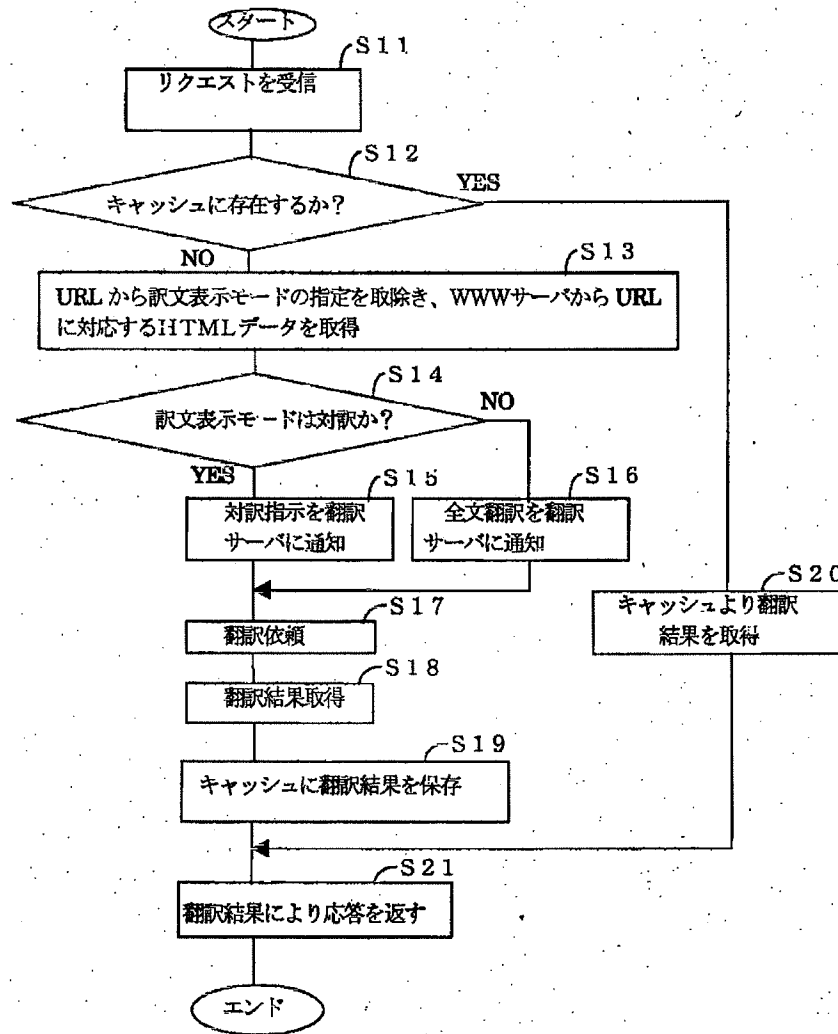 スタート
S11
リクエストを受信
S12
キャッシュに存在するか?
YES
NO
S13
URLから訳文表示モードの指定を取除き、WWWサーバからURL
に対応するHTMLデータを取得
S14
訳文表示モードは対訳か?
NO
YES
S15
対訳指示を翻訳
サーバに通知
S16
全文翻訳を翻訳
サーバに通知
S20
キャッシュより翻訳
結果を取得
S17
翻訳依頼
S18
翻訳結果取得
S19
キャッシュに翻訳結果を保存
S21
翻訳結果により応答を返す
エンド